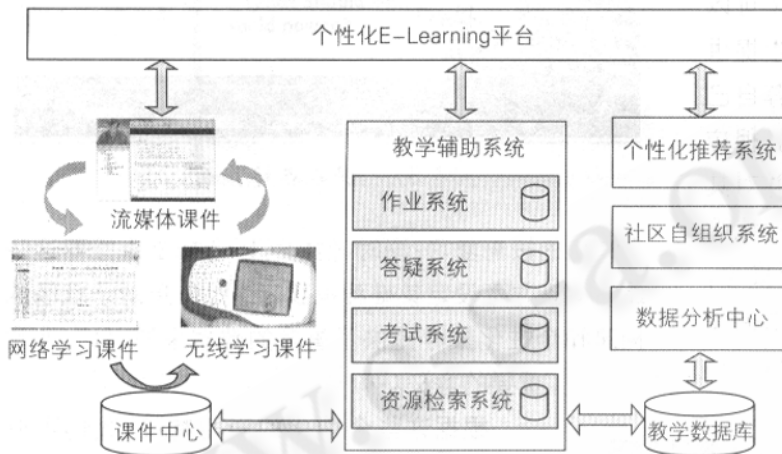 个性化E-Learning平台
教学辅助系统
个性化推荐系统
作业系统
流媒体课件
社区自组织系统
答疑系统
网络学习课件
无线学习课件
考试系统
数据分析中心
资源检索系统
课件中心
教学数据库